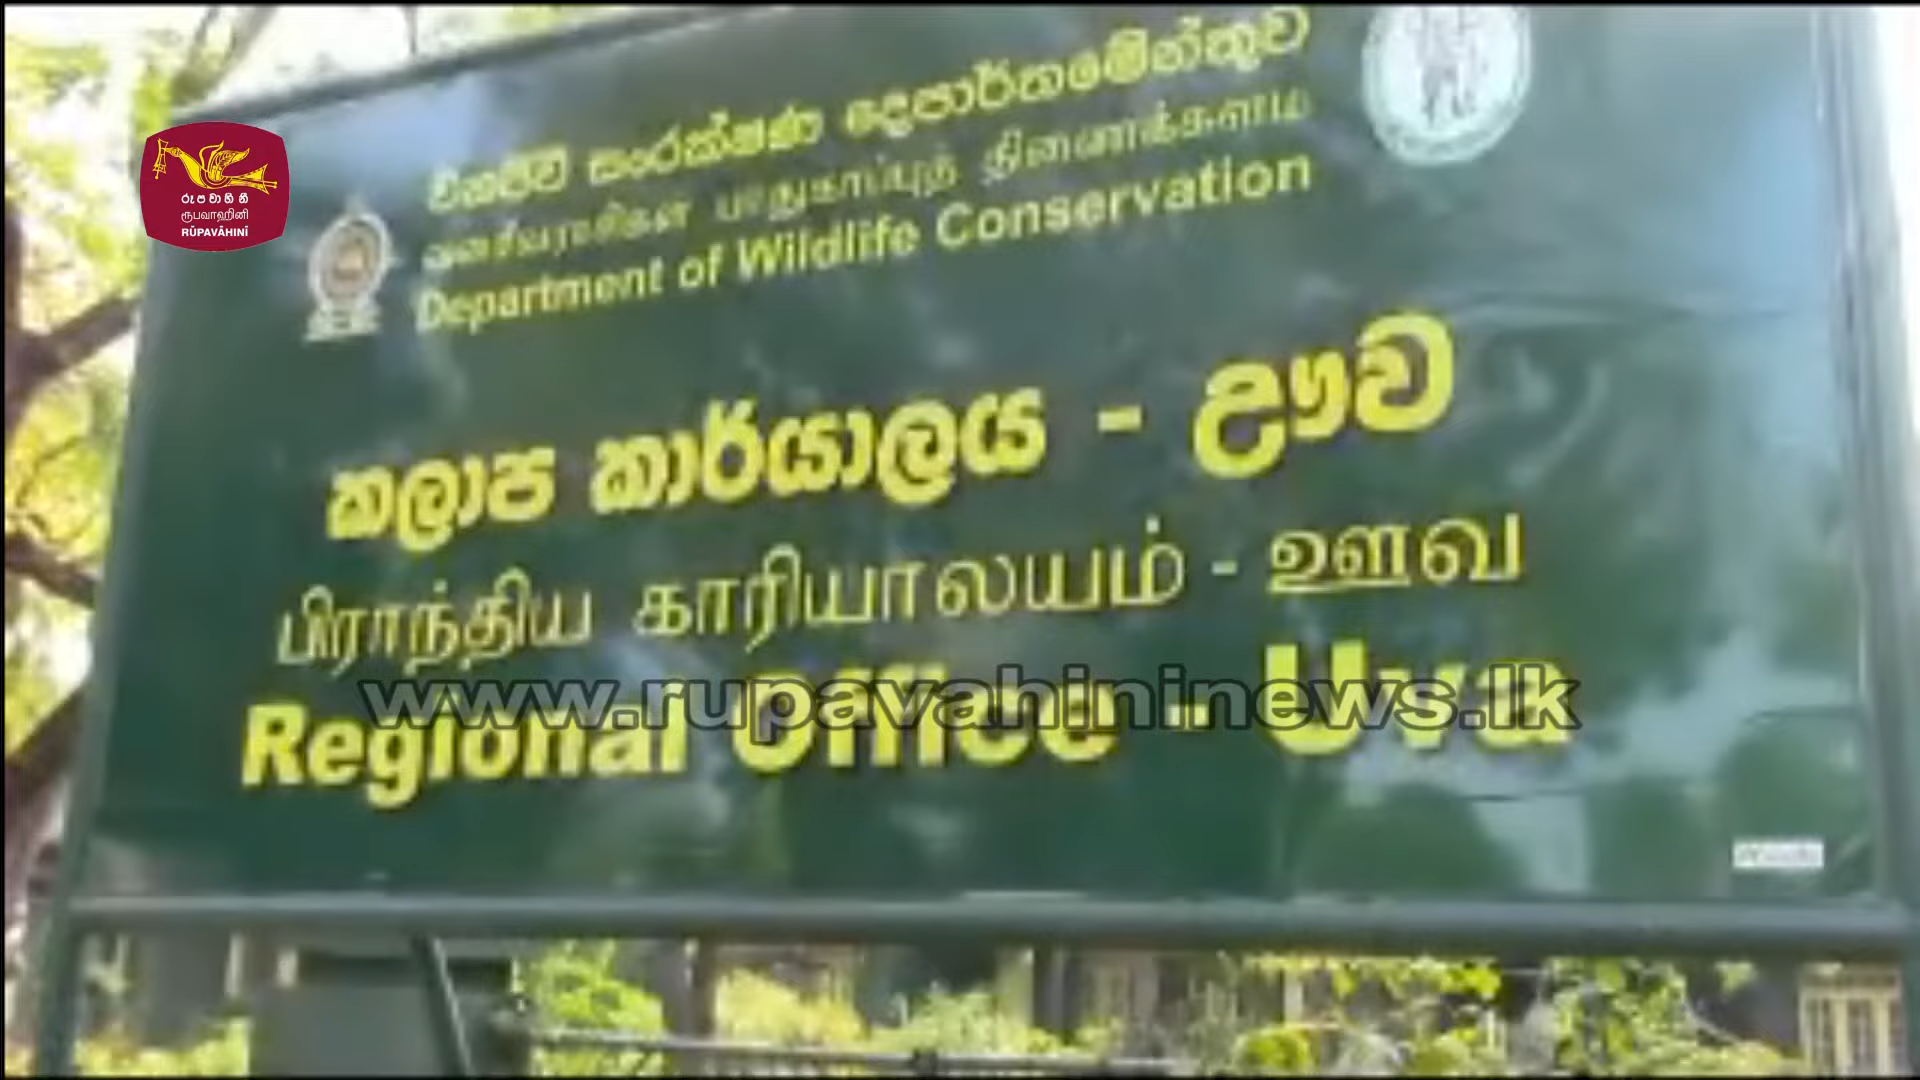 වනජීවී සංරක්ෂණ දෙපාර්තමේන්තුව
வனசீவராசிகள் பாதுகாப்புத் திணைக்களம்
Department of Wildlife Conservation
රූපවාහිනී
ரூபவாஹினி
RŪPAVĀHINĪ
කලාප කාර්යාලය - ඌව
பிராந்திய காரியாலயம் - ஊவ
Regional Office - Uva
www.rupavahininews.lk